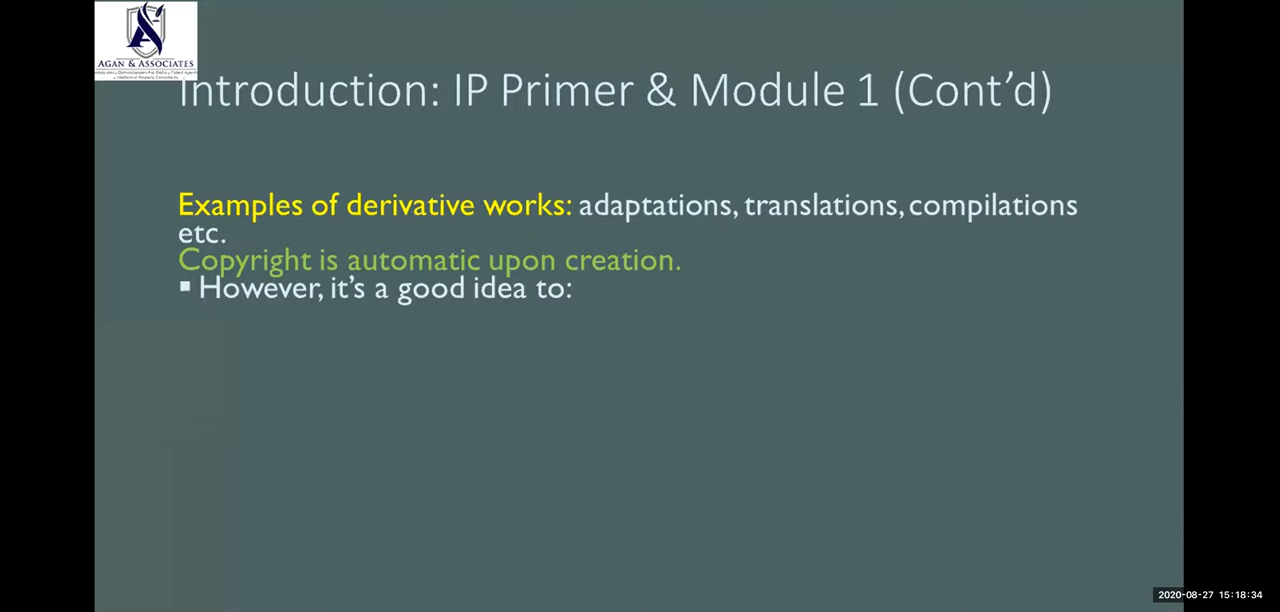 AGAN & ASSOCIATES
Introduction: IP Primer & Module 1 (Cont’d)
Examples of derivative works: adaptations, translations, compilations
etc.
Copyright is automatic upon creation.
▪ However, it’s a good idea to:
2020-08-27 15:18:34